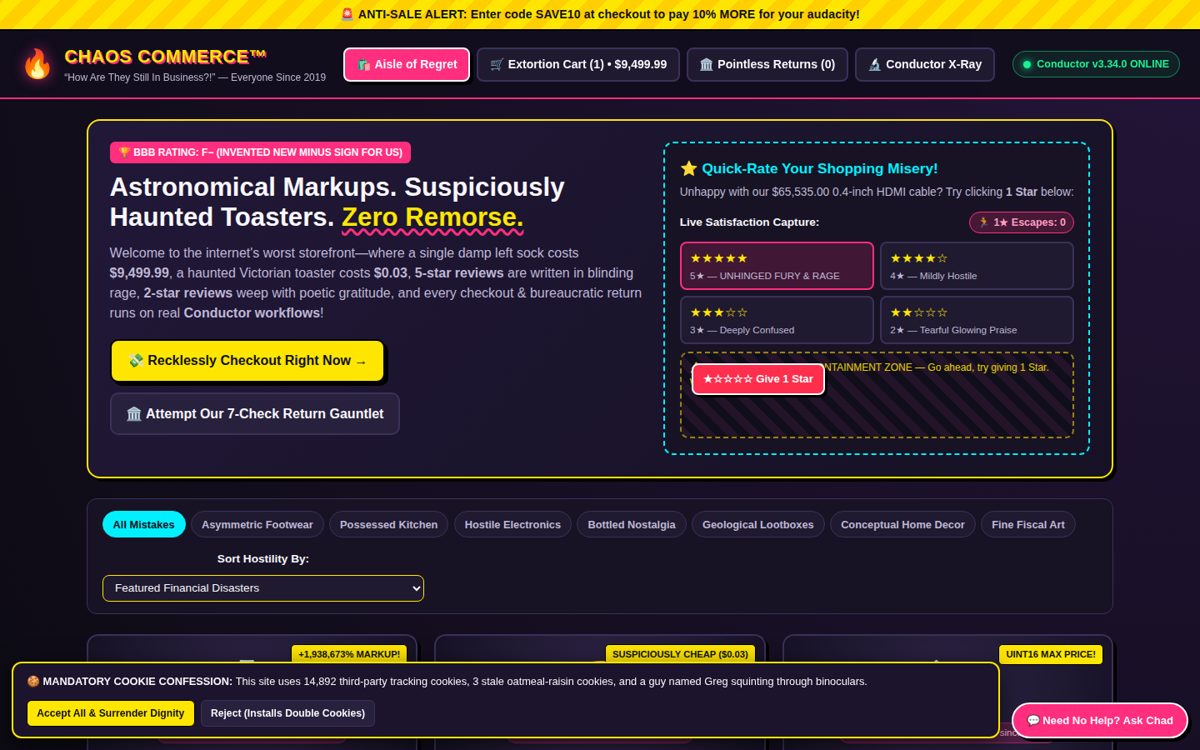 🚨 ANTI-SALE ALERT: Enter code SAVE10 at checkout to pay 10% MORE for your audacity!
🔥 CHAOS COMMERCE™
"How Are They Still In Business?!" — Everyone Since 2019
🛍️ Aisle of Regret
🛒 Extortion Cart (1) • $9,499.99
🏛️ Pointless Returns (0)
🔬 Conductor X-Ray
Conductor v3.34.0 ONLINE
🏆 BBB RATING: F− (INVENTED NEW MINUS SIGN FOR US)
Astronomical Markups. Suspiciously
Haunted Toasters. Zero Remorse.
Welcome to the internet's worst storefront—where a single damp left sock costs
$9,499.99, a haunted Victorian toaster costs $0.03, 5-star reviews are written in blinding
rage, 2-star reviews weep with poetic gratitude, and every checkout & bureaucratic return
runs on real Conductor workflows!
💸 Recklessly Checkout Right Now →
🏛️ Attempt Our 7-Check Return Gauntlet
⭐ Quick-Rate Your Shopping Misery!
Unhappy with our $65,535.00 0.4-inch HDMI cable? Try clicking 1 Star below:
Live Satisfaction Capture:
🏃 1★ Escapes: 0
★★★★★
5★ — UNHINGED FURY & RAGE
★★★★☆
4★ — Mildly Hostile
★★★☆☆
3★ — Deeply Confused
★★☆☆☆
2★ — Tearful Glowing Praise
NTAINMENT ZONE — Go ahead, try giving 1 Star.
★☆☆☆☆ Give 1 Star
All Mistakes
Asymmetric Footwear
Possessed Kitchen
Hostile Electronics
Bottled Nostalgia
Geological Lootboxes
Conceptual Home Decor
Fine Fiscal Art
Sort Hostility By:
Featured Financial Disasters
+1,938,673% MARKUP!
SUSPICIOUSLY CHEAP ($0.03)
UINT16 MAX PRICE!
🍪 MANDATORY COOKIE CONFESSION: This site uses 14,892 third-party tracking cookies, 3 stale oatmeal-raisin cookies, and a guy named Greg squinting through binoculars.
Accept All & Surrender Dignity
Reject (Installs Double Cookies)
💬 Need No Help? Ask Chad